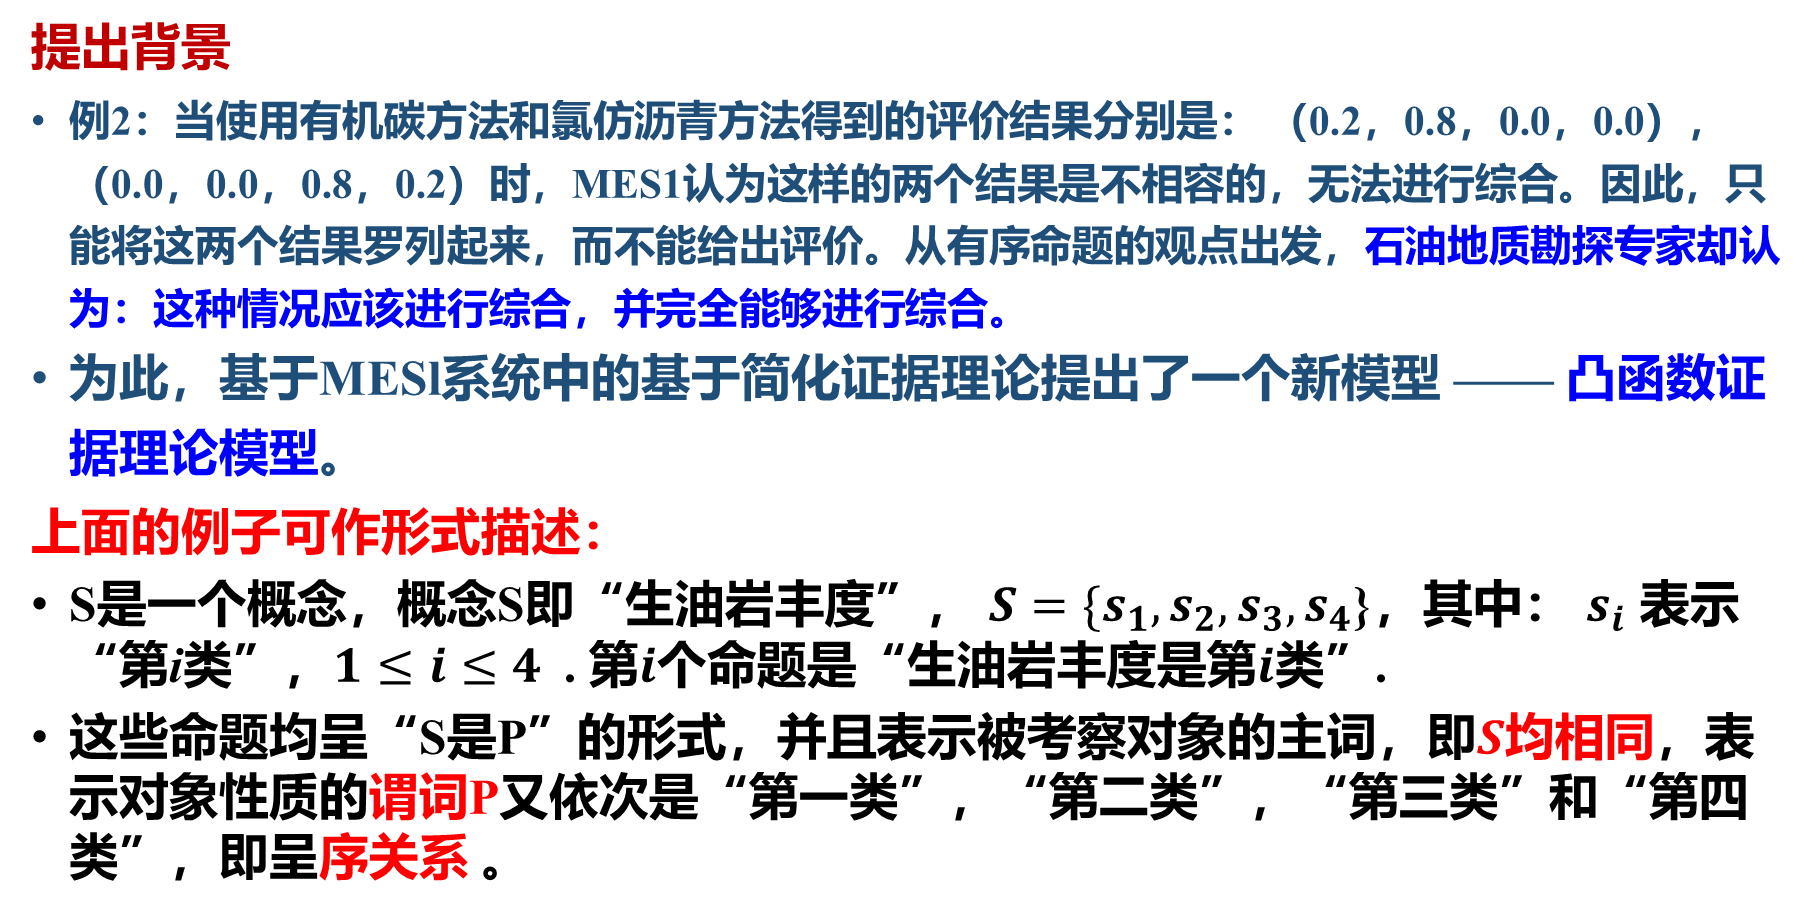 提出背景
• 例2：当使用有机碳方法和氯仿沥青方法得到的评价结果分别是：（0.2，0.8，0.0，0.0），
（0.0，0.0，0.8，0.2）时，MES1认为这样的两个结果是不相容的，无法进行综合。因此，只
能将这两个结果罗列起来，而不能给出评价。从有序命题的观点出发，石油地质勘探专家却认
为：这种情况应该进行综合，并完全能够进行综合。
• 为此，基于MESl系统中的基于简化证据理论提出了一个新模型 —— 凸函数证
据理论模型。
上面的例子可作形式描述：
• S是一个概念，概念S即“生油岩丰度”， S = {s₁, s₂, s₃, s₄}，其中： sᵢ 表示
“第i类”，1 ≤ i ≤ 4 . 第i个命题是“生油岩丰度是第i类”.
• 这些命题均呈“S是P”的形式，并且表示被考察对象的主词，即S均相同，表
示对象性质的谓词P又依次是“第一类”，“第二类”，“第三类”和“第四
类”，即呈序关系 。